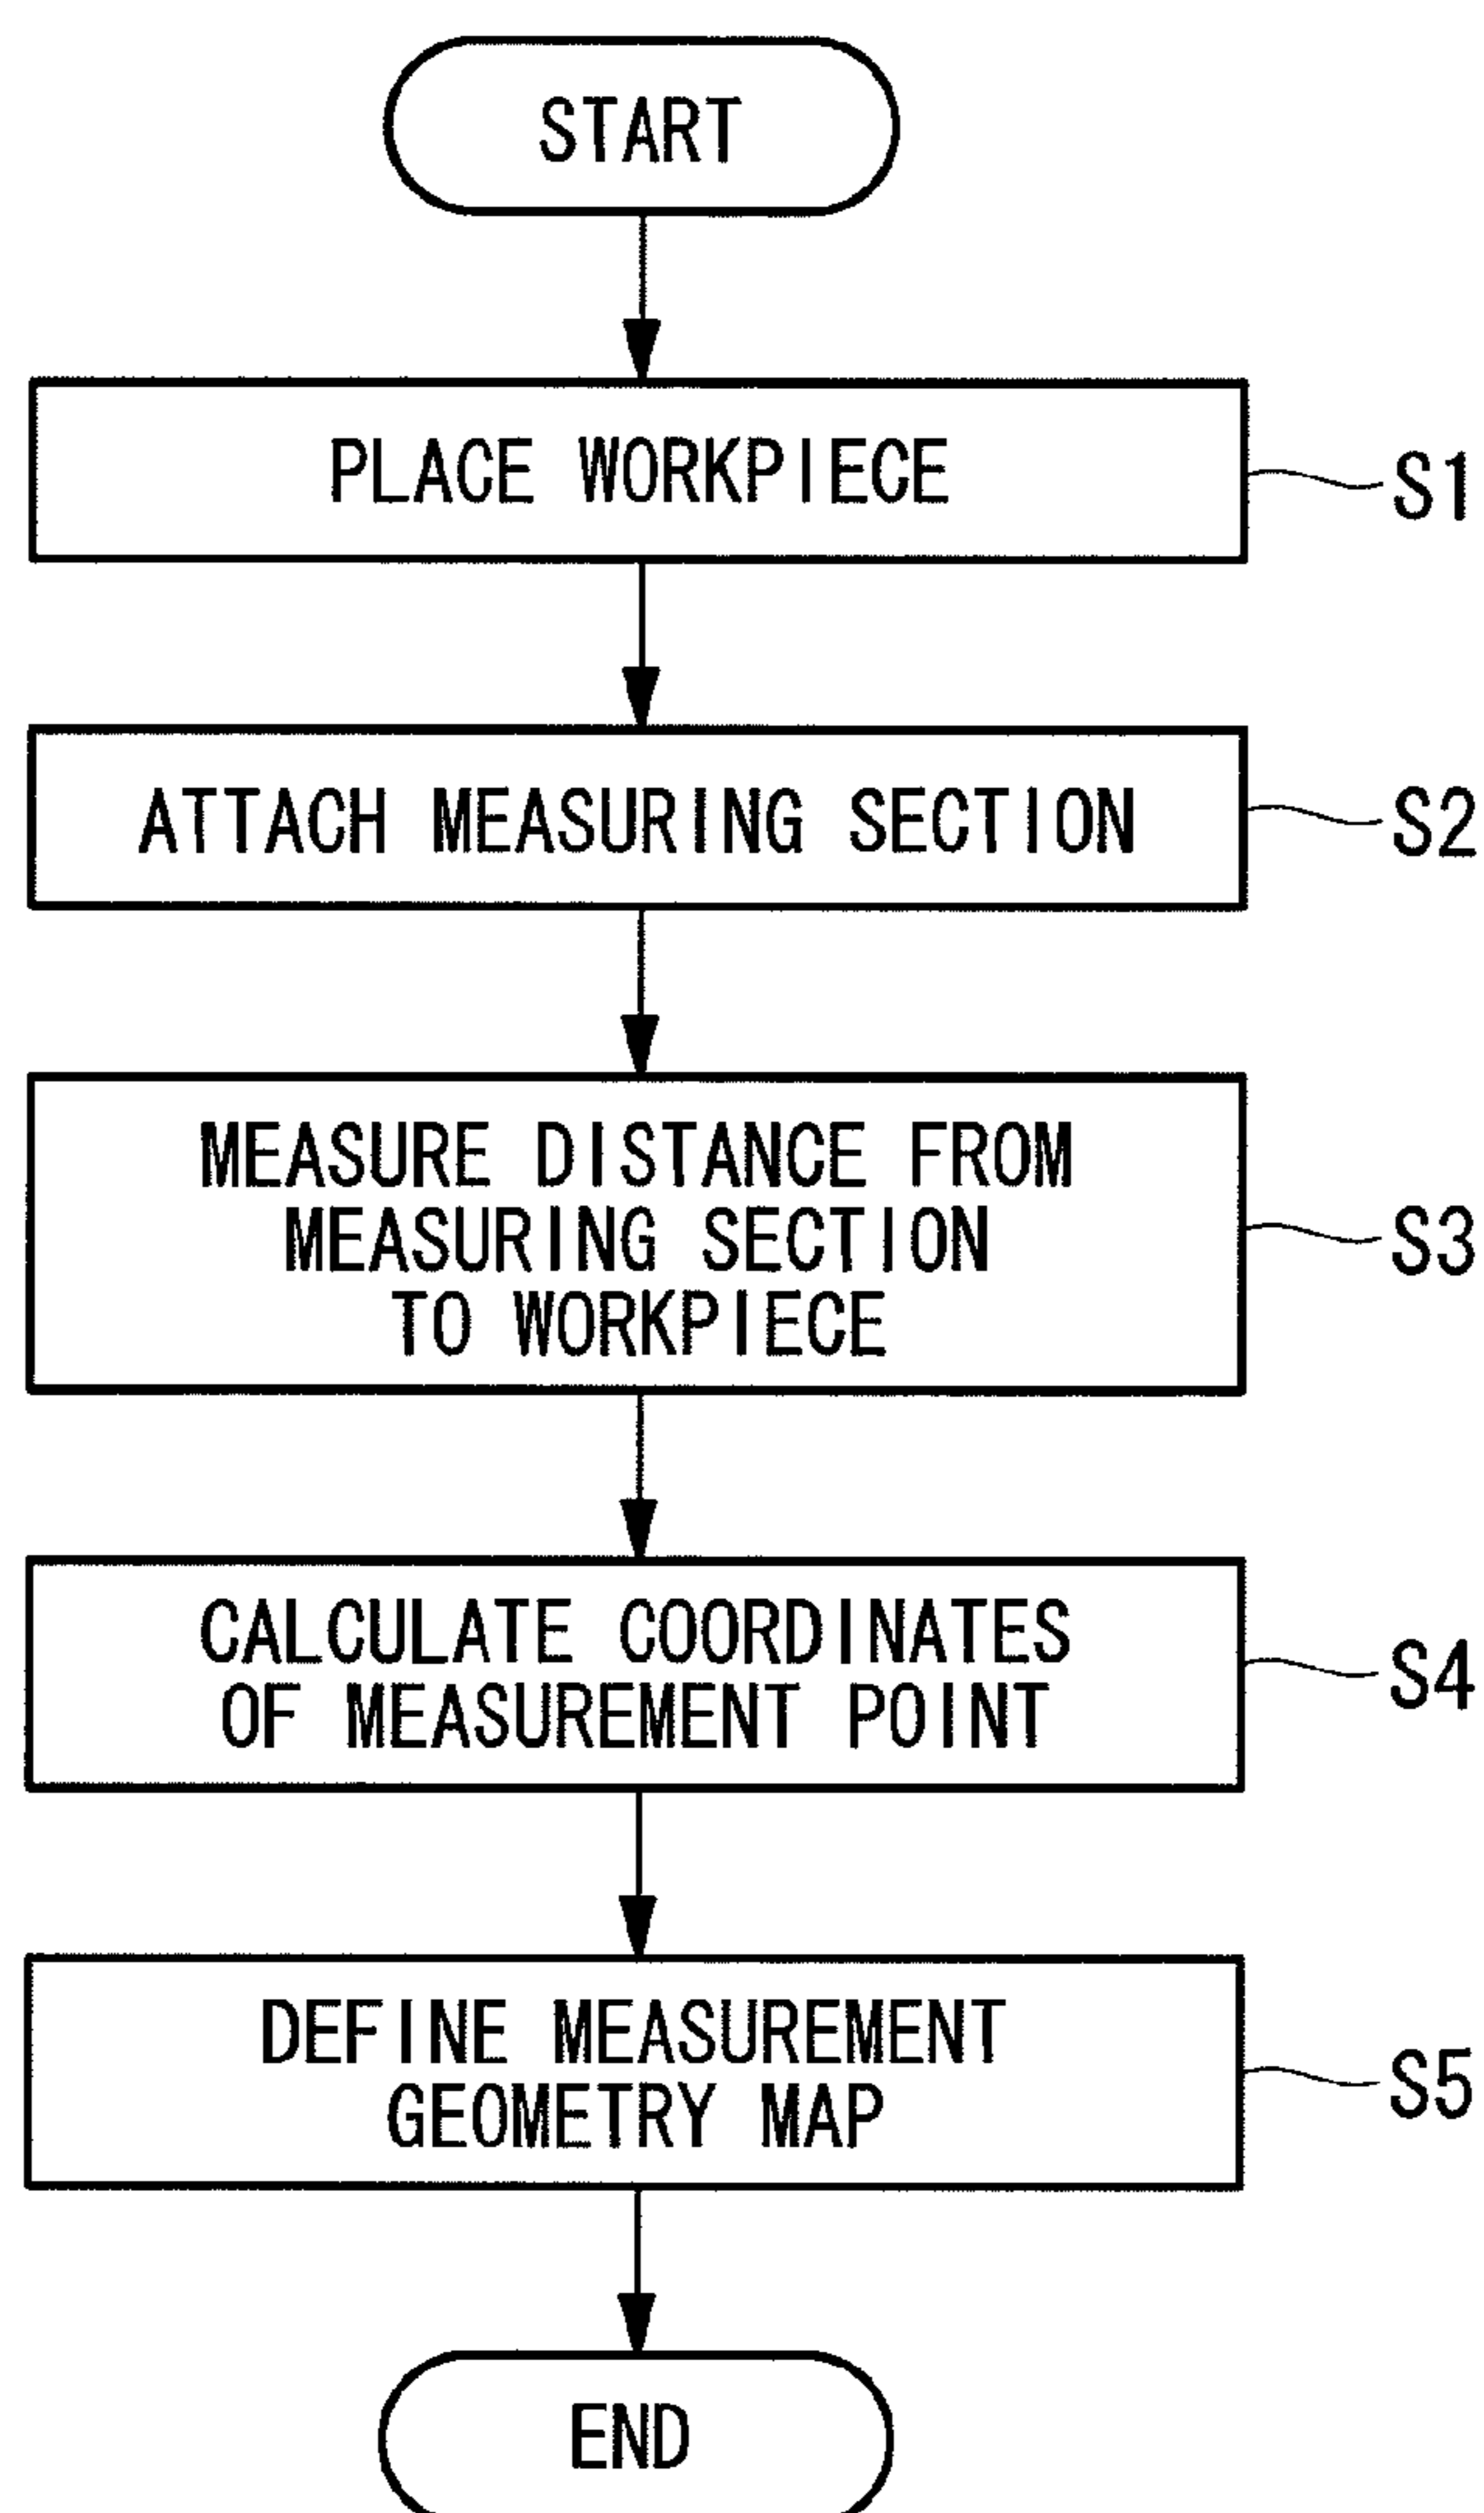 START
PLACE WORKPIECE
S1
ATTACH MEASURING SECTION
S2
MEASURE DISTANCE FROM
MEASURING SECTION
TO WORKPIECE
S3
CALCULATE COORDINATES
OF MEASUREMENT POINT
S4
DEFINE MEASUREMENT
GEOMETRY MAP
S5
END